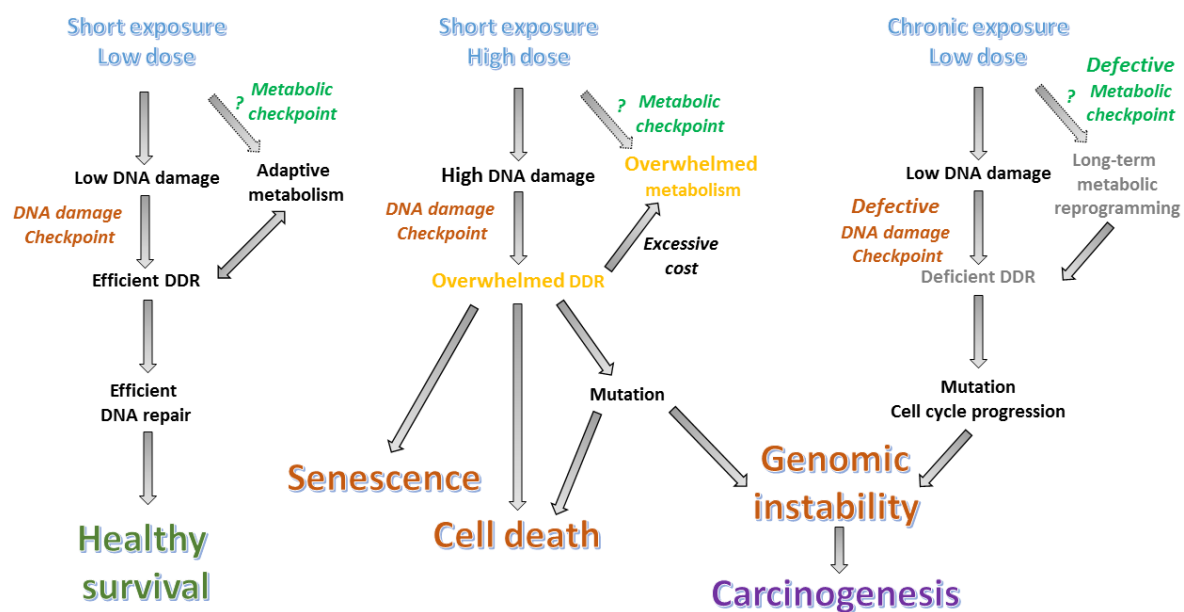 Short exposure
Low dose
?
Metabolic
checkpoint
Low DNA damage
Adaptive
metabolism
DNA damage
Checkpoint
Efficient DDR
Efficient
DNA repair
Healthy
survival
Short exposure
High dose
?
Metabolic
checkpoint
High DNA damage
Overwhelmed
metabolism
DNA damage
Checkpoint
Excessive
cost
Overwhelmed DDR
Mutation
Senescence
Cell death
Chronic exposure
Low dose
?
Defective
Metabolic
checkpoint
Low DNA damage
Long-term
metabolic
reprogramming
Defective
DNA damage
Checkpoint
Deficient DDR
Mutation
Cell cycle progression
Genomic
instability
Carcinogenesis